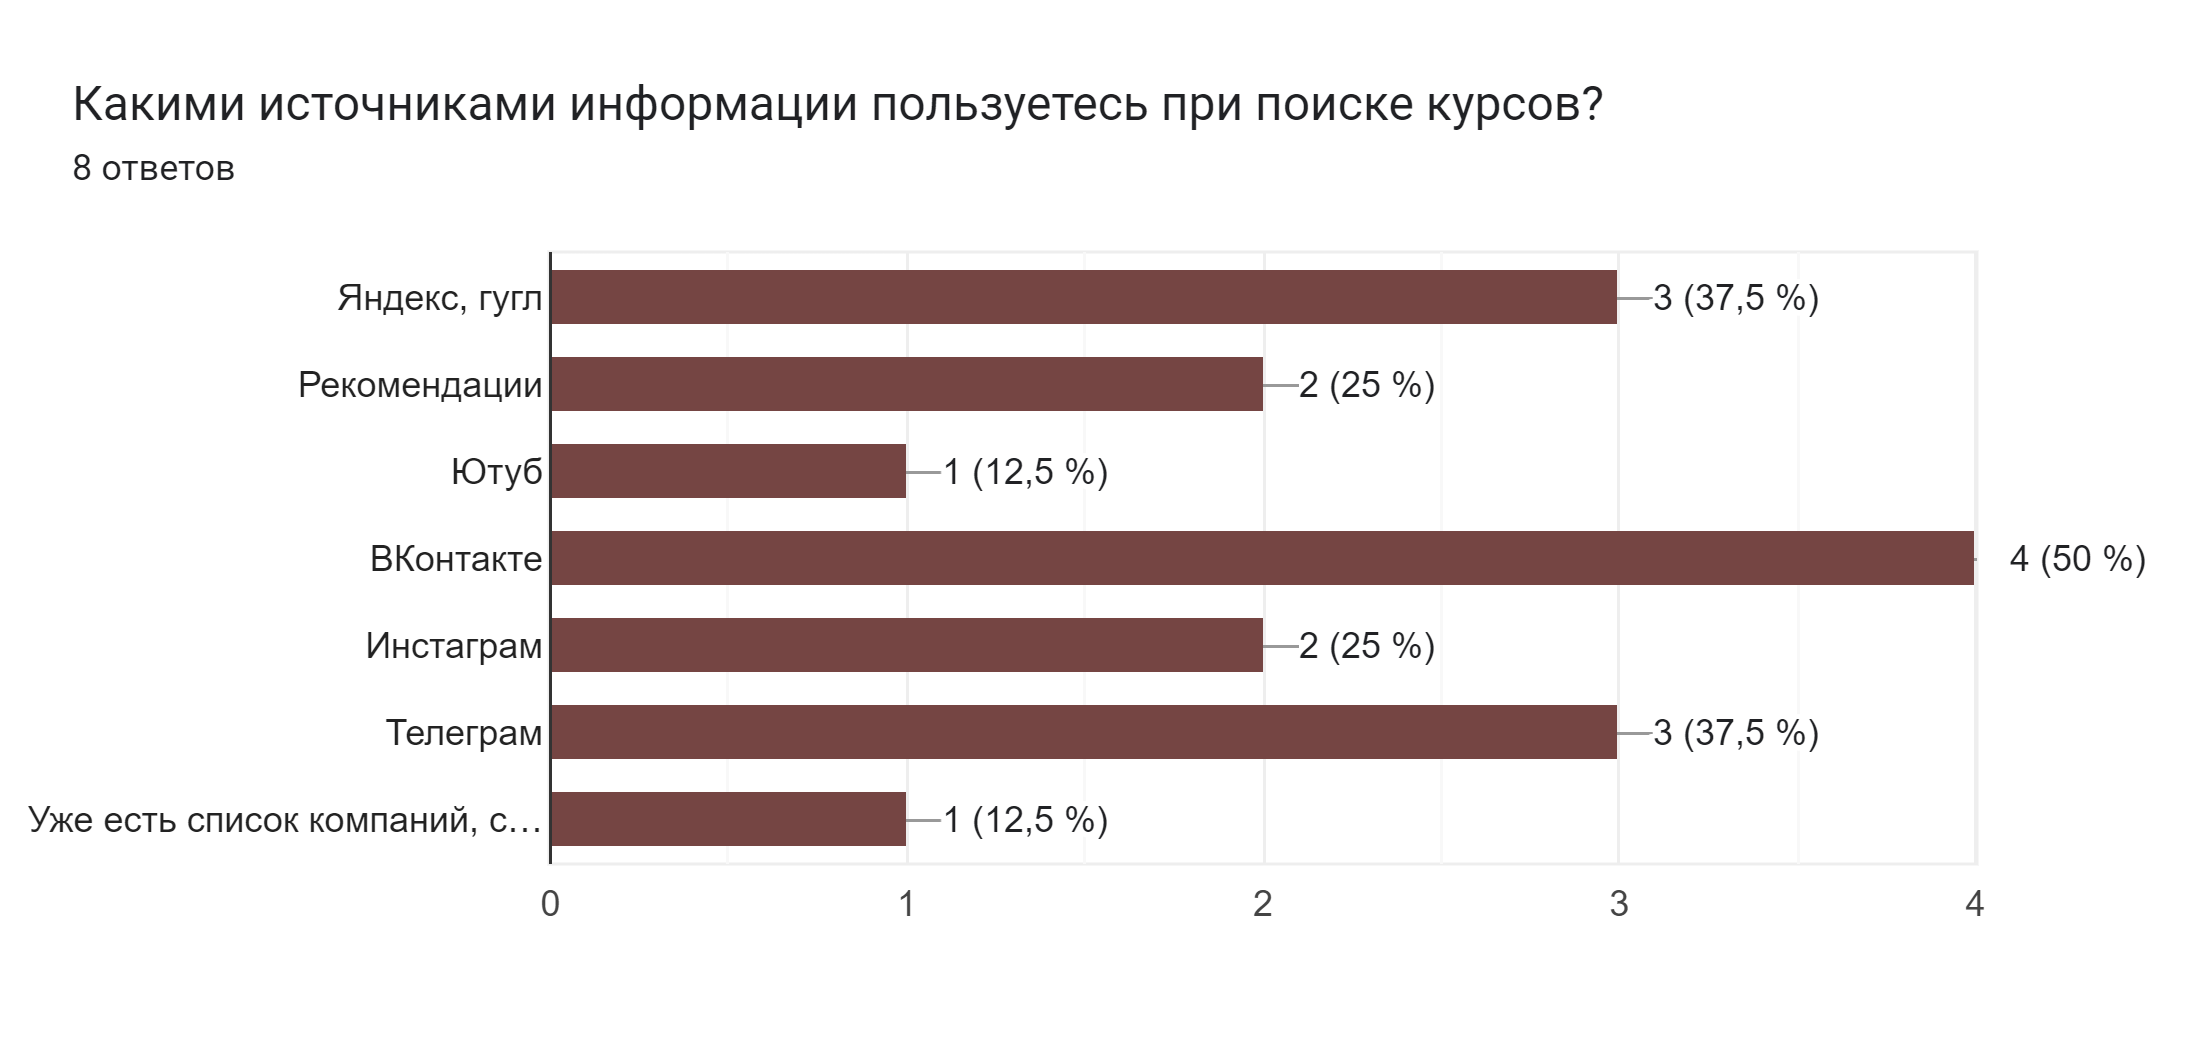 Какими источниками информации пользуетесь при поиске курсов?
8 ответов
Яндекс, гугл 3 (37,5 %)
Рекомендации 2 (25 %)
Ютуб 1 (12,5 %)
ВКонтакте 4 (50 %)
Инстаграм 2 (25 %)
Телеграм 3 (37,5 %)
Уже есть список компаний, с… 1 (12,5 %)
0 1 2 3 4